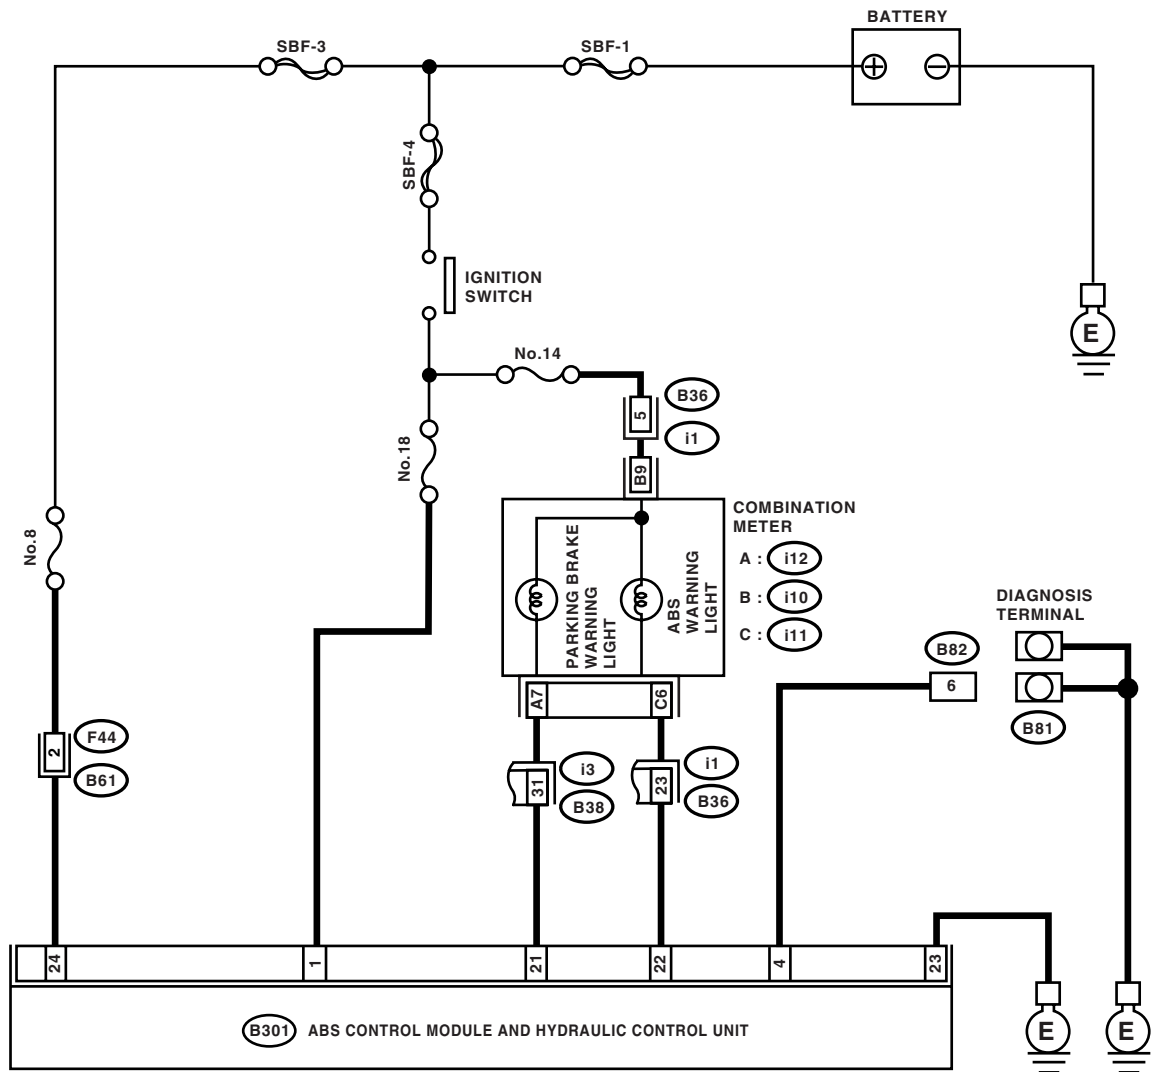 BATTERY
SBF-3
SBF-1
SBF-4
IGNITION
SWITCH
E
No.14
B36
5
i1
No.18
B9
COMBINATION
METER
A : i12
B : i10
C : i11
PARKING BRAKE
WARNING
LIGHT
ABS
WARNING
LIGHT
No.8
DIAGNOSIS
TERMINAL
B82
6
B81
A7
C6
F44
2
B61
i3
31
B38
i1
23
B36
24
1
21
22
4
23
B301 ABS CONTROL MODULE AND HYDRAULIC CONTROL UNIT
E
E